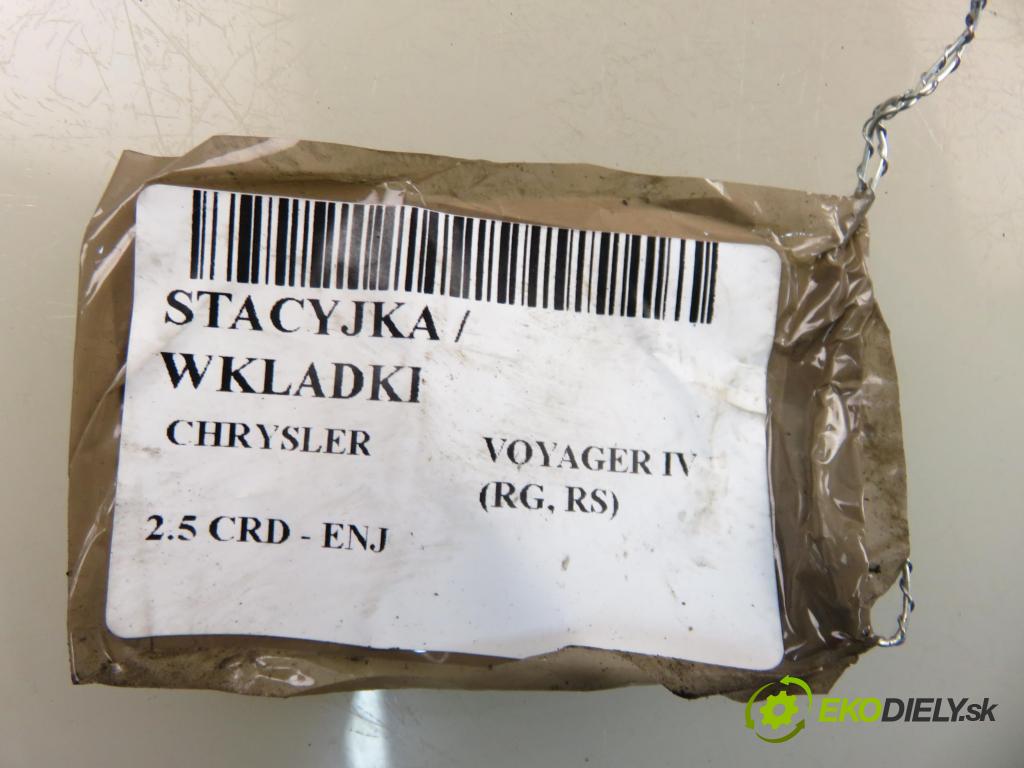 STACYJKA /
WKLADKI
CHRYSLER
VOYAGER IV
(RG, RS)
2.5 CRD - ENJ
EKODIELY.sk